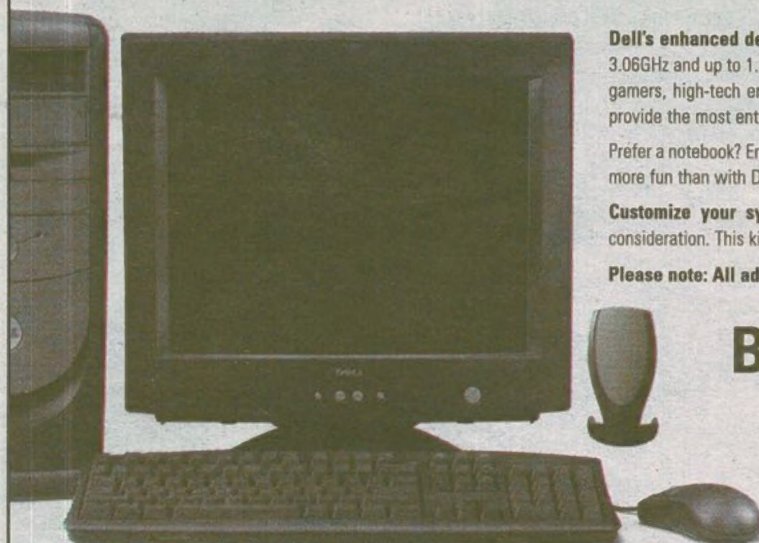 Dell's enhanced de
3.06GHz and up to 1.
gamers, high-tech en
provide the most ent
Prefer a notebook? En
more fun than with D
Customize your sy
consideration. This ki
Please note: All ad
B
DELL